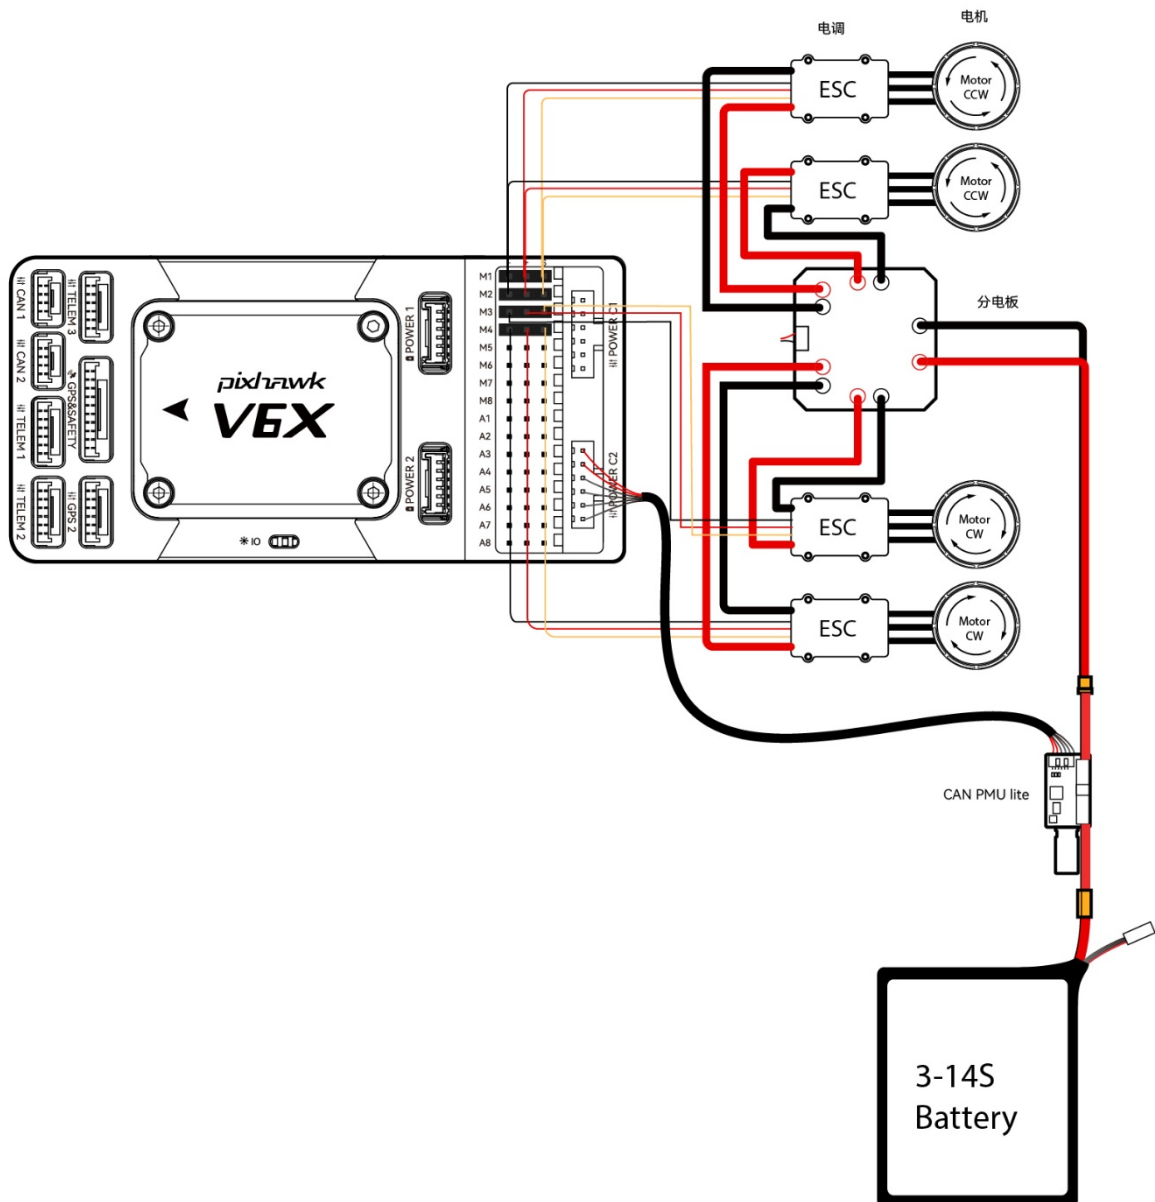 电调
电机
ESC
Motor
CCW
ESC
Motor
CCW
分电板
CAN 1
TELEM 3
CAN 2
GPS&SAFETY
TELEM 1
TELEM 2
GPS 2
pixhawk
V6X
IO
POWER 1
POWER 2
M1
M2
M3
M4
M5
M6
M7
M8
A1
A2
A3
A4
A5
A6
A7
A8
POWER C1
POWER C2
ESC
Motor
CW
ESC
Motor
CW
CAN PMU lite
3-14S
Battery